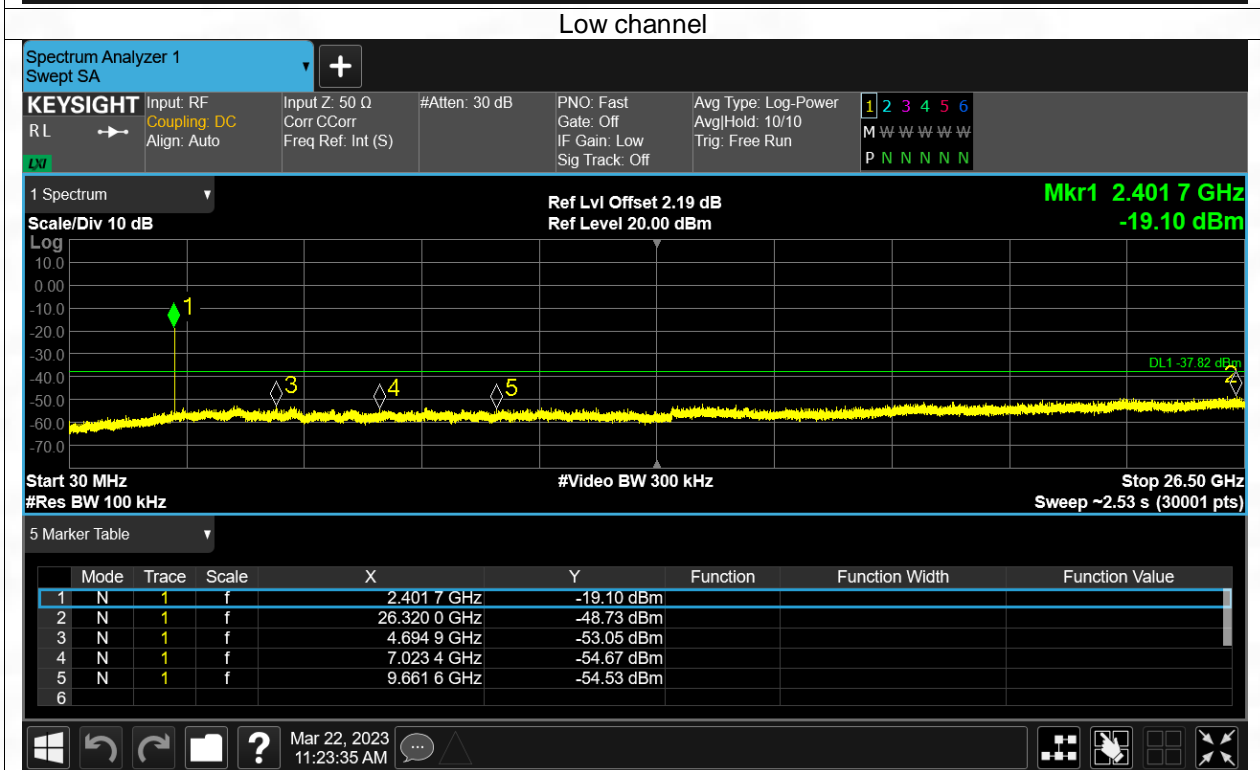 Low channel
Spectrum Analyzer 1
Swept SA
+
KEYSIGHT Input: RF Input Z: 50 Ω #Atten: 30 dB PNO: Fast Avg Type: Log-Power 1 2 3 4 5 6
R L Coupling: DC Corr CCorr Gate: Off Avg|Hold: 10/10 M W W W W W
Align: Auto Freq Ref: Int (S) IF Gain: Low Trig: Free Run
LXI Sig Track: Off P N N N N N
1 Spectrum Ref Lvl Offset 2.19 dB Mkr1 2.401 7 GHz
Scale/Div 10 dB Ref Level 20.00 dBm -19.10 dBm
Log
10.0
0.00
-10.0 1
-20.0
-30.0 DL1 -37.82 dBm
-40.0 3 4 5 2
-50.0
-60.0
-70.0
Start 30 MHz #Video BW 300 kHz Stop 26.50 GHz
#Res BW 100 kHz Sweep ~2.53 s (30001 pts)
5 Marker Table
Mode Trace Scale X Y Function Function Width Function Value
1 N 1 f 2.401 7 GHz -19.10 dBm
2 N 1 f 26.320 0 GHz -48.73 dBm
3 N 1 f 4.694 9 GHz -53.05 dBm
4 N 1 f 7.023 4 GHz -54.67 dBm
5 N 1 f 9.661 6 GHz -54.53 dBm
6
? Mar 22, 2023
11:23:35 AM